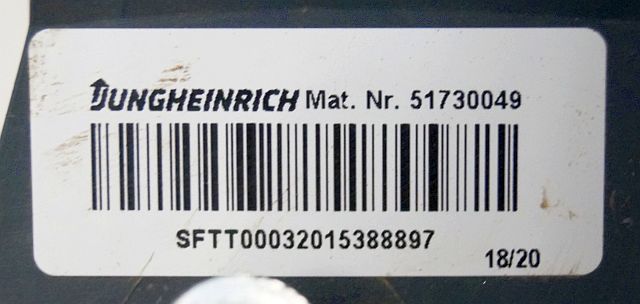 JUNGHEINRICH Mat. Nr. 51730049
SFTT00032015388897
18/20